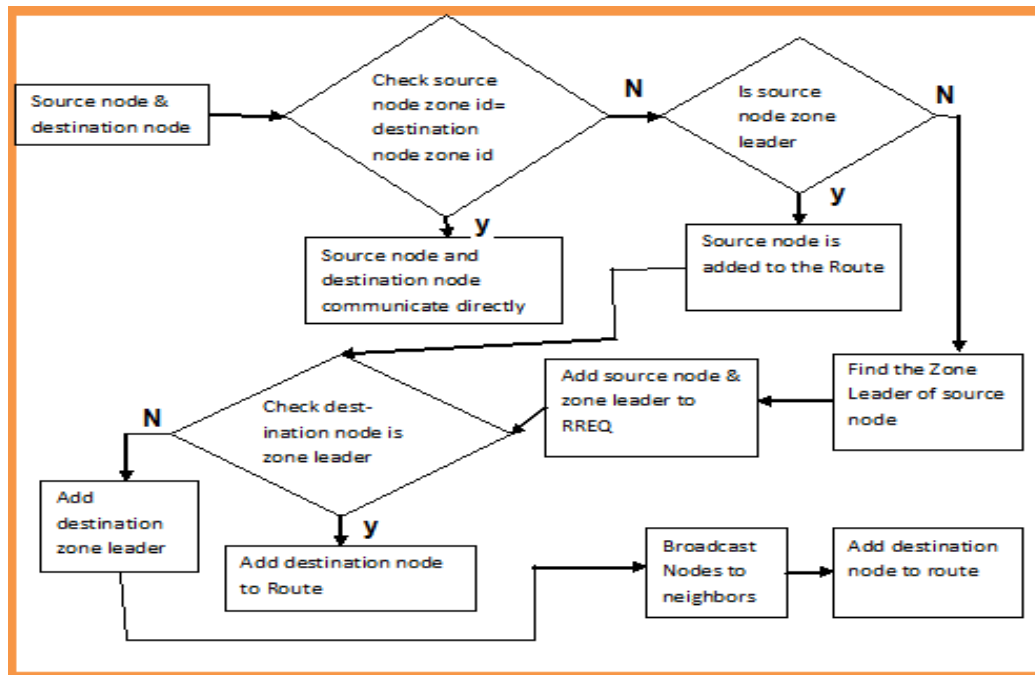 Source node &
destination node
Check source
node zone id=
destination
node zone id
N
Is source
node zone
leader
N
y
Source node and
destination node
communicate directly
y
Source node is
added to the Route
Find the Zone
Leader of source
node
Add source node &
zone leader to
RREQ
Check dest-
ination node is
zone leader
N
Add
destination
zone leader
y
Add destination node
to Route
Broadcast
Nodes to
neighbors
Add destination
node to route